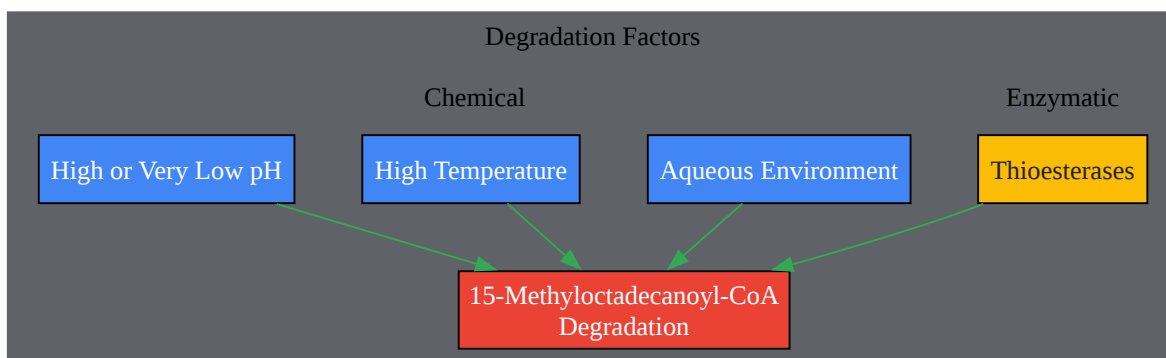 Degradation Factors
Chemical
Enzymatic
High or Very Low pH
High Temperature
Aqueous Environment
Thioesterases
15-Methyloctadecanoyl-CoA
Degradation